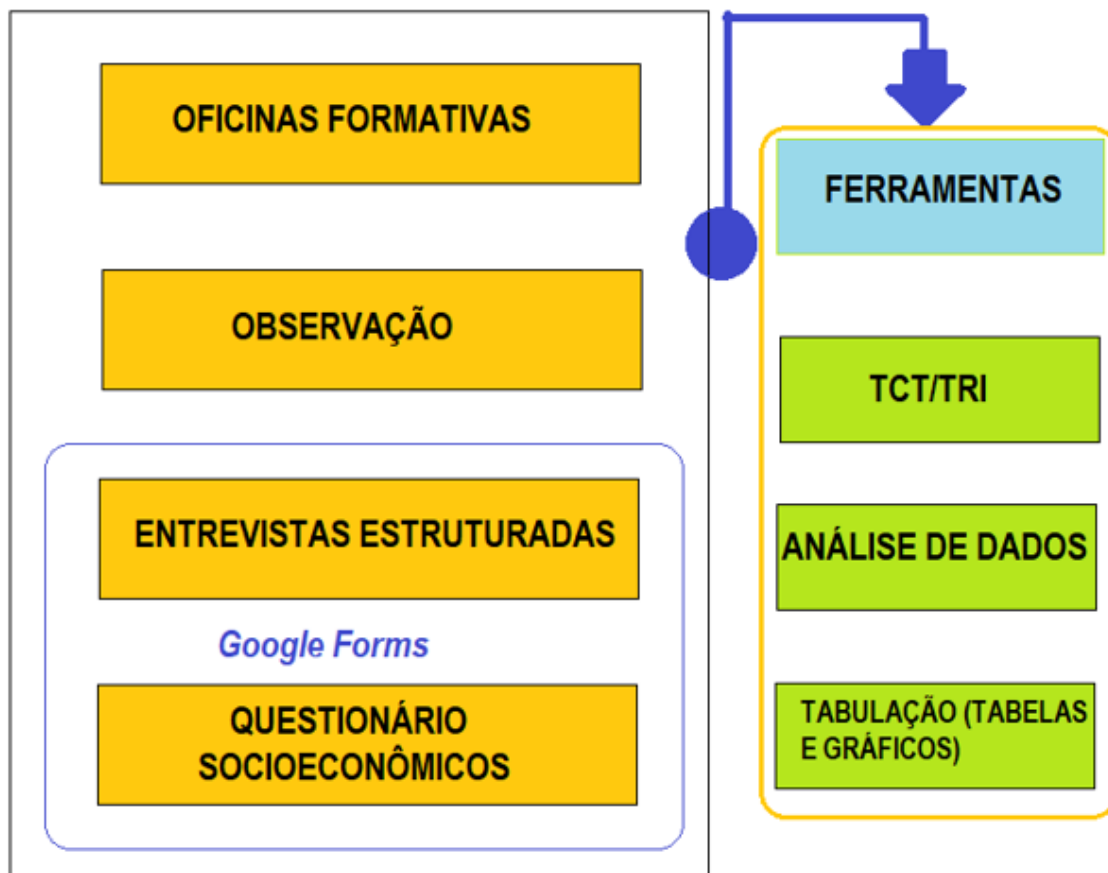 OFICINAS FORMATIVAS
OBSERVAÇÃO
ENTREVISTAS ESTRUTURADAS
Google Forms
QUESTIONÁRIO
SOCIOECONÔMICOS
FERRAMENTAS
TCT/TRI
ANÁLISE DE DADOS
TABULAÇÃO (TABELAS
E GRÁFICOS)